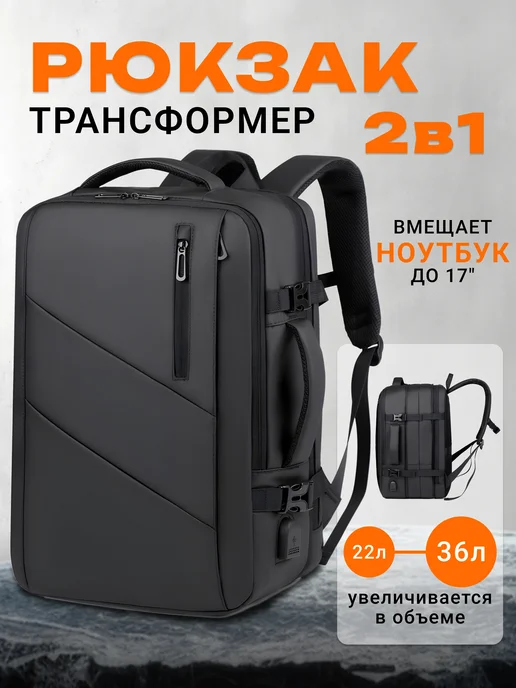 РЮКЗАК
ТРАНСФОРМЕР
2в1
ВМЕЩАЕТ
НОУТБУК
ДО 17"
22л
36л
увеличивается
в объеме